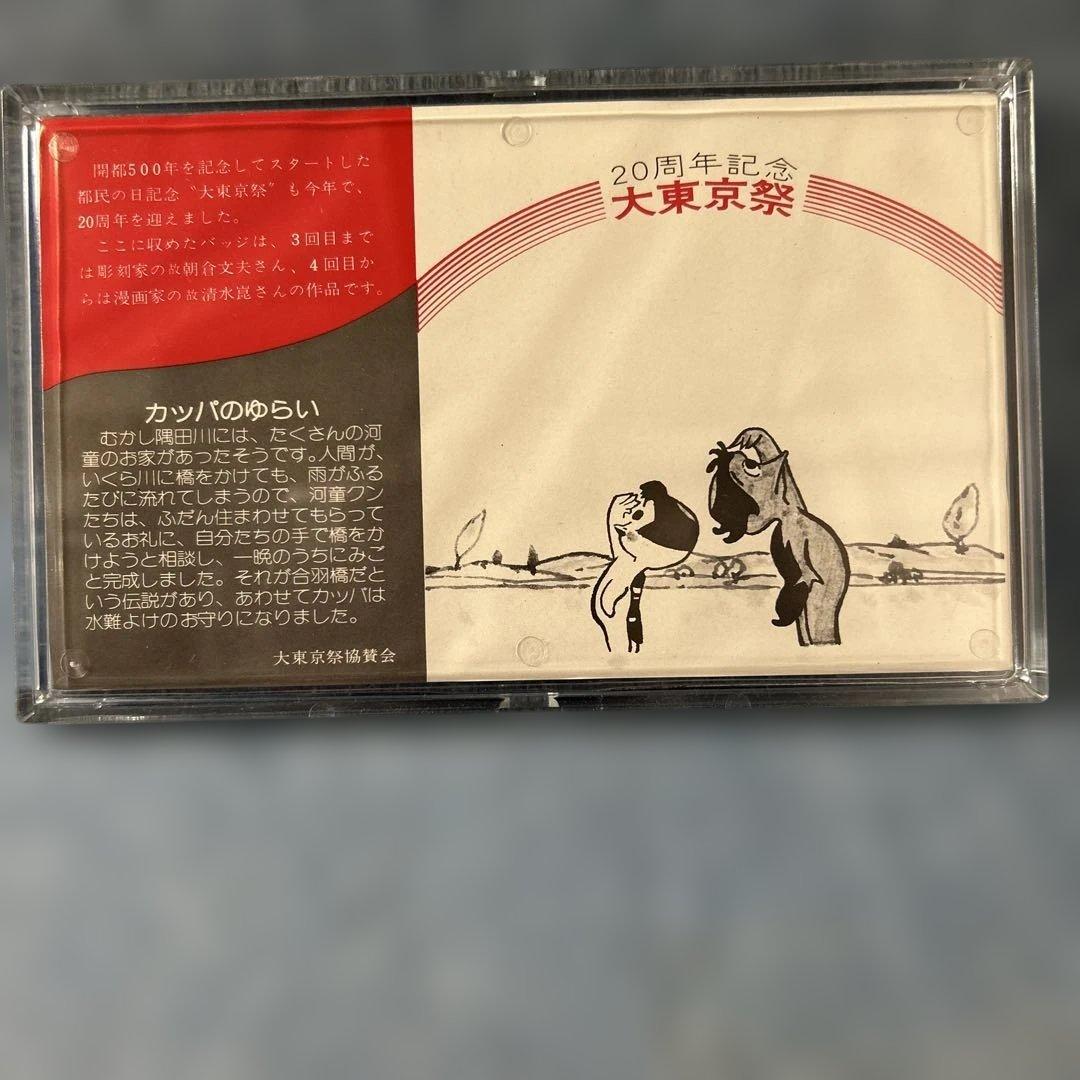 開都500年を記念してスタートした
都民の日記念〝大東京祭〟も今年で、
20周年を迎えました。
ここに収めたバッジは、3回目まで
は彫刻家の故朝倉文夫さん、4回目か
らは漫画家の故清水崑さんの作品です。
カッパのゆらい
むかし隅田川には、たくさんの河
童のお家があったそうです。人間が、
いくら川に橋をかけても、雨がふる
たびに流れてしまうので、河童クン
たちは、ふだん住まわせてもらって
いるお礼に、自分たちの手で橋をか
けようと相談し、一晩のうちにみご
と完成しました。それが合羽橋だと
いう伝説があり、あわせてカッパは
水難よけのお守りになりました。
大東京祭協賛会
20周年記念
大東京祭